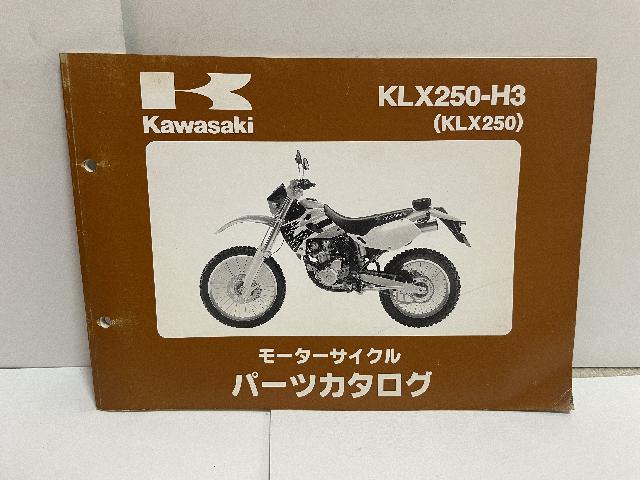 Kawasaki
KLX250-H3
(KLX250)
モーターサイクル
パーツカタログ